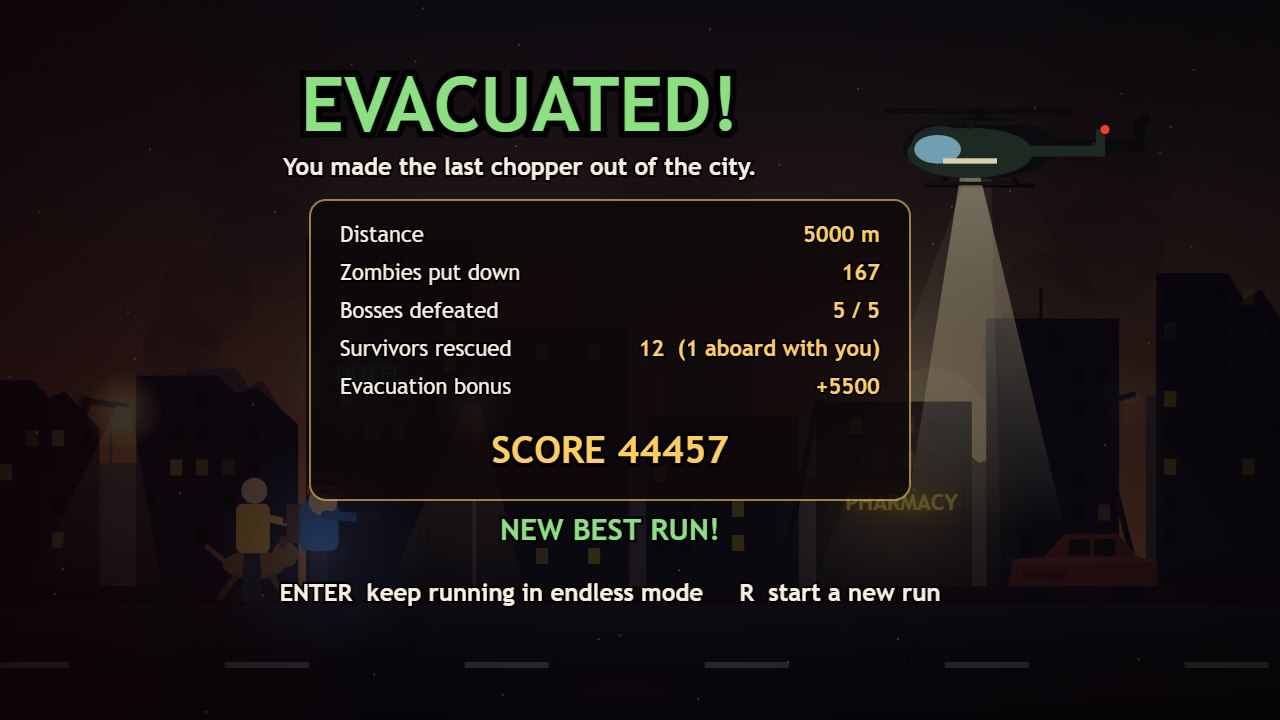 EVACUATED!
You made the last chopper out of the city.
Distance 5000 m
Zombies put down 167
Bosses defeated 5 / 5
Survivors rescued 12 (1 aboard with you)
HOTEL
Evacuation bonus +5500
SCORE 44457
PHARMACY
NEW BEST RUN!
ENTER keep running in endless mode R start a new run